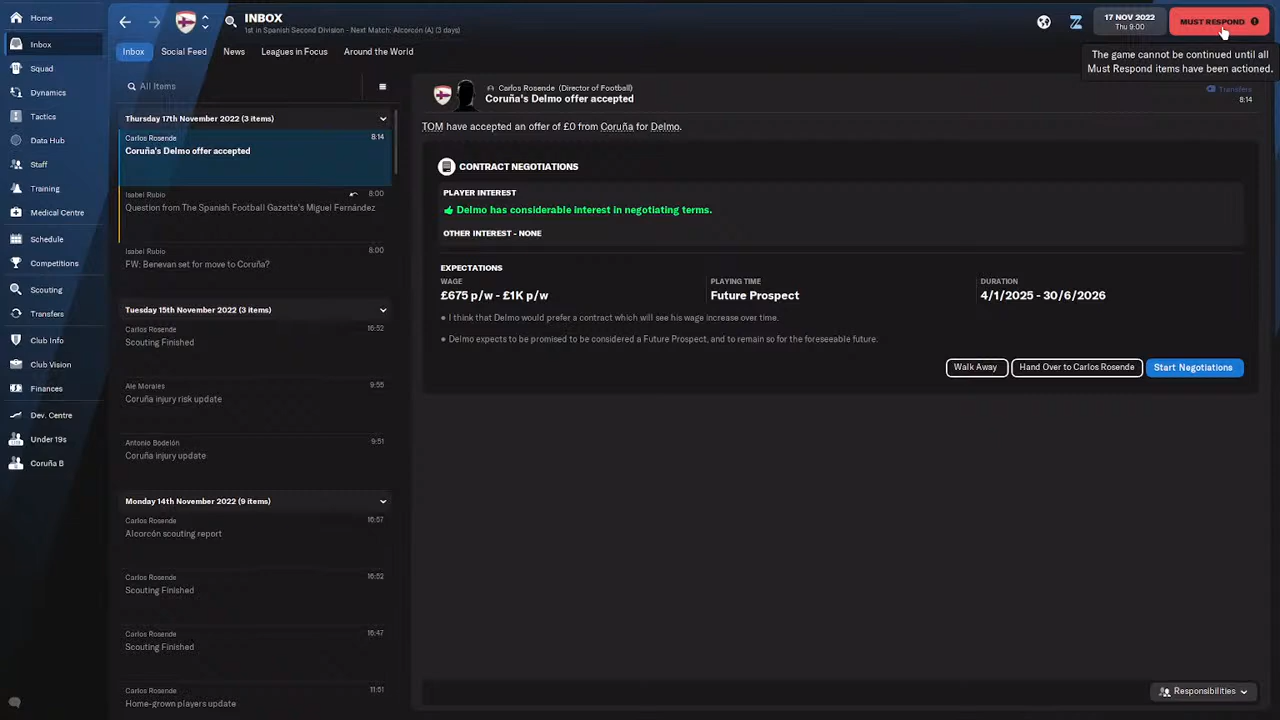 Home
Inbox
Squad
Dynamics
Tactics
Data Hub
Staff
Training
Medical Centre
Schedule
Competitions
Scouting
Transfers
Club Info
Club Vision
Finances
Dev. Centre
Under 19s
Coruña B
INBOX
1st in Spanish Second Division - Next Match: Alcorcón (A) (3 days)
17 NOV 2022
Thu 9:00
MUST RESPOND
The game cannot be continued until all
Must Respond items have been actioned.
Inbox
Social Feed
News
Leagues in Focus
Around the World
All Items
Thursday 17th November 2022 (3 items)
Carlos Rosende 8:14
Coruña's Delmo offer accepted
Isabel Rubio 8:00
Question from The Spanish Football Gazette's Miguel Fernández
Isabel Rubio 8:00
FW: Benevan set for move to Coruña?
Tuesday 15th November 2022 (3 items)
Carlos Rosende 16:52
Scouting Finished
Ale Morales 9:55
Coruña injury risk update
Antonio Bodelón 9:51
Coruña injury update
Monday 14th November 2022 (9 items)
Carlos Rosende 16:57
Alcorcón scouting report
Carlos Rosende 16:52
Scouting Finished
Carlos Rosende 16:47
Scouting Finished
Carlos Rosende 11:51
Home-grown players update
Carlos Rosende (Director of Football)
Coruña's Delmo offer accepted
Transfers
8:14
TOM have accepted an offer of £0 from Coruña for Delmo.
CONTRACT NEGOTIATIONS
PLAYER INTEREST
Delmo has considerable interest in negotiating terms.
OTHER INTEREST - NONE
EXPECTATIONS
WAGE
£675 p/w - £1K p/w
PLAYING TIME
Future Prospect
DURATION
4/1/2025 - 30/6/2026
• I think that Delmo would prefer a contract which will see his wage increase over time.
• Delmo expects to be promised to be considered a Future Prospect, and to remain so for the foreseeable future.
Walk Away
Hand Over to Carlos Rosende
Start Negotiations
Responsibilities